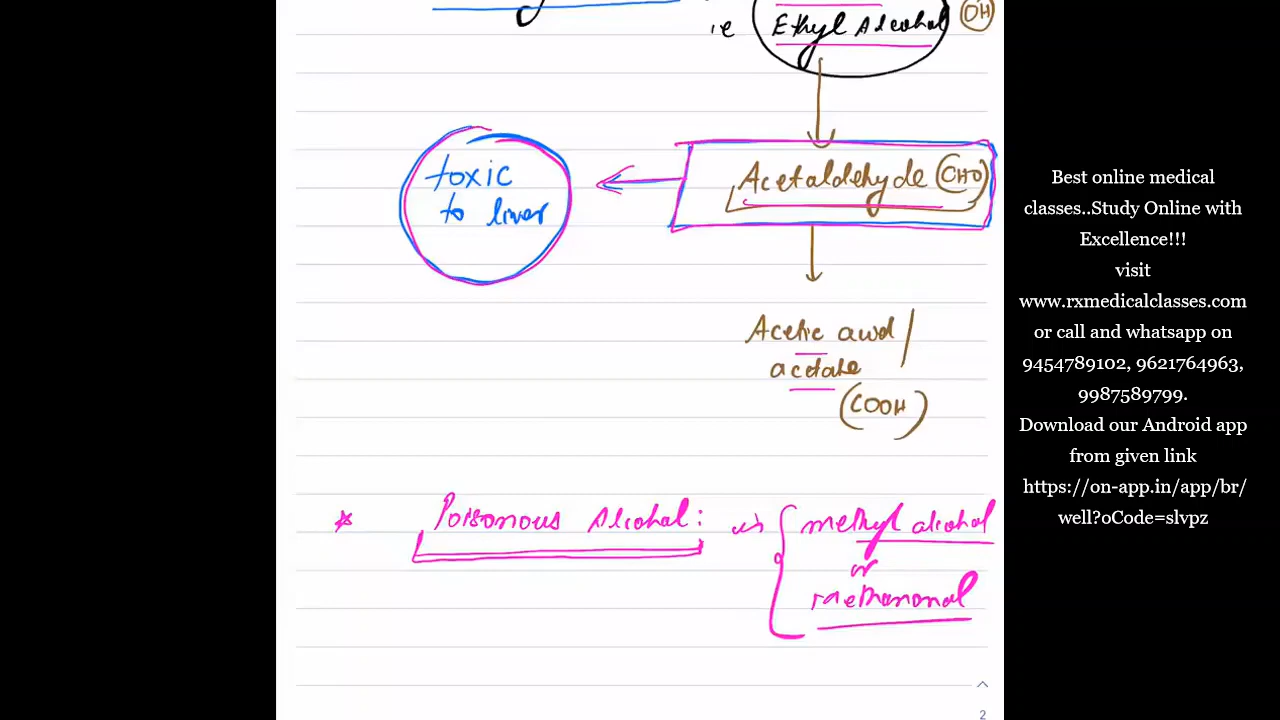 ie Ethyl Alcohol OH
Acetaldehyde (CHO)
toxic
to liver
Acetic acid /
acetate
(COOH)
* Poisonous Alcohol: is methyl alcohol
or
methanonal
2
Best online medical
classes..Study Online with
Excellence!!!
visit
www.rxmedicalclasses.com
or call and whatsapp on
9454789102, 9621764963,
9987589799.
Download our Android app
from given link
https://on-app.in/app/br/
well?oCode=slvpz